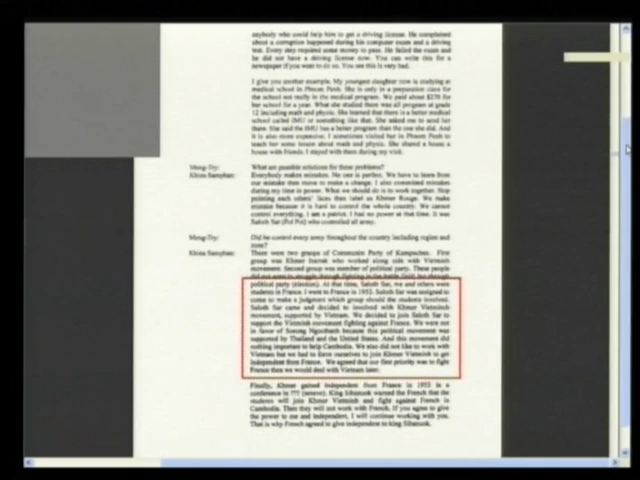 anybody who could help him to get a driving license. He complained
about a corruption happened during his computer exam and a driving
test. Every step required some money to pass. He failed the exam and
he did not have a driving license now. You can write this for a
newspaper if you want to do so. You see this is very bad.
I give you another example. My youngest daughter now is studying at
medical school in Phnom Penh. She is only in a preparation class for
the school not really in the medical program. We paid about $270 for
her school for a year. What she studied there was all program at grade
12 including math and physic. She learned that there is a better medical
school called IMU or something like that. She asked me to send her
there. She said the IMU has a better program than the one she did. And
it is also more expensive. I sometimes visited her in Phnom Penh to
teach her some lesson about math and physic. She shared a house a
house with friends. I stayed with them during my visit.
Meng-Try: What are possible solutions for these problems?
Khieu Samphan: Everybody makes mistakes. No one is perfect. We have to learn from
our mistake then move to make a change. I also committed mistakes
during my time in power. What we should do is to work together. Stop
pointing each others' faces then label as Khmer Rouge. We make
mistake because it is hard to control the whole country. We cannot
control everything. I am a patriot. I had no power at that time. It was
Saloth Sar (Pol Pot) who controlled all army.
Meng-Try: Did he control every army throughout the country including region and
zone?
Khieu Samphan: There were two groups of Communist Party of Kampuchea. First
group was Khmer Issarak who worked along side with Vietminh
movement. Second group was member of political party. These people
did not want to struggle through fighting in the battle field but through
political party (election). At that time, Saloth Sar, me and others were
students in France. I went to France in 1953. Saloth Sar was assigned to
come to make a judgment which group should the students involved.
Saloth Sar came and decided to involved with Khmer Vietminh
movement, supported by Vietnam. We decided to join Saloth Sar to
support the Vietminh movement fighting against France. We were not
in favor of Soeung Ngocthanh because this political movement was
supported by Thailand and the United States. And this movement did
nothing important to help Cambodia. We also did not like to work with
Vietnam but we had to force ourselves to join Khmer Vietminh to get
independent from France. We agreed that our first priority was to fight
France then we would deal with Vietnam later.
Finally, Khmer gained independent from France in 1953 in a
conference in ??? (answer). King Sihanouk warned the French that the
students will join Khmer Vietminh and fight against French in
Cambodia. Then they will not work with French. If you agree to give
the power to me and independent, I will continue working with you.
That is why French agreed to give independent to king Sihanouk.